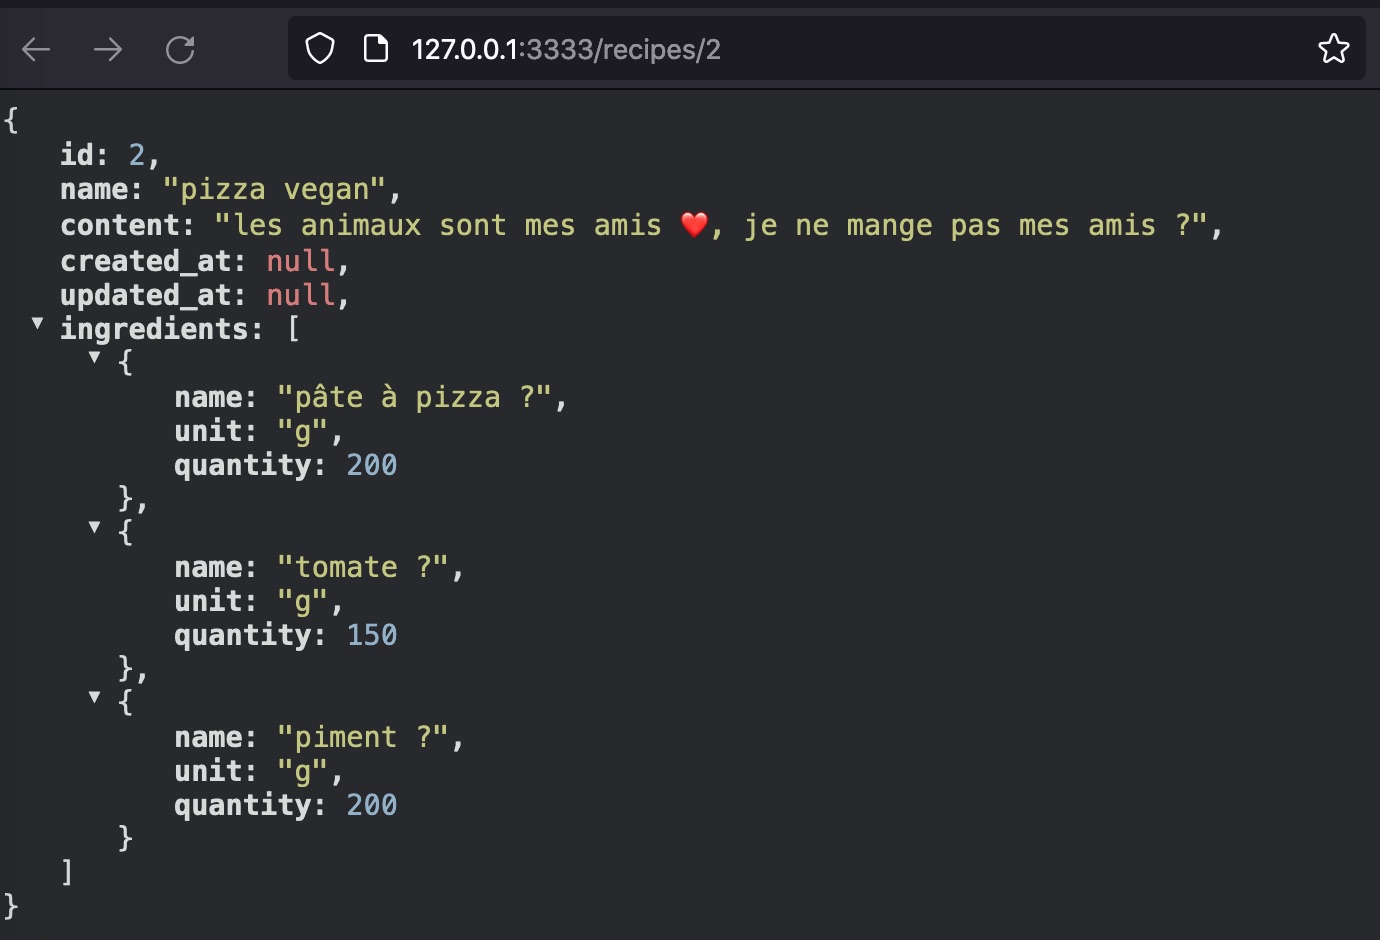 127.0.0.1:3333/recipes/2
{
id: 2,
name: "pizza vegan",
content: "les animaux sont mes amis ❤️, je ne mange pas mes amis ?",
created_at: null,
updated_at: null,
ingredients: [
{
name: "pâte à pizza ?",
unit: "g",
quantity: 200
},
{
name: "tomate ?",
unit: "g",
quantity: 150
},
{
name: "piment ?",
unit: "g",
quantity: 200
}
]
}